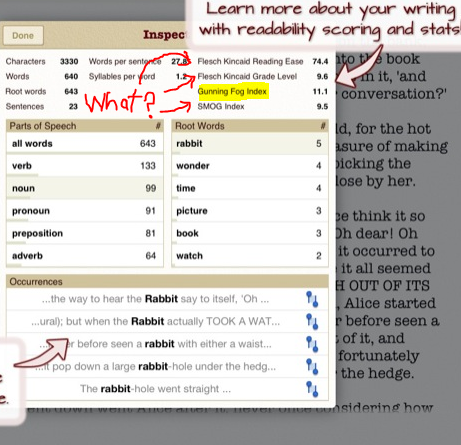 Learn more about your writing
with readability scoring and stats!
Done
Inspec
Characters 3330 Words per sentence 27.8 Flesch Kincaid Reading Ease 74.4
Words 640 Syllables per word 1.2 Flesch Kincaid Grade Level 9.6
Root words 643 Gunning Fog Index 11.1
Sentences 23 SMOG Index 9.5
What?
Parts of Speech #
all words 643
verb 133
noun 99
pronoun 91
preposition 81
adverb 64
Root Words #
rabbit 5
wonder 4
time 4
picture 3
book 3
watch 2
Occurrences
...the way to hear the Rabbit say to itself, 'Oh ...
...ural); but when the Rabbit actually TOOK A WAT...
r before seen a rabbit with either a waist...
...it pop down a large rabbit-hole under the hedg...
The rabbit-hole went straight ...
nto the book
n it, 'and
conversation?'
ld, for the hot
asure of making
picking the
lose by her.
ce think it so
Oh dear! Oh
it occurred to
it all seemed
H OUT OF ITS
, Alice started
r before seen a
of it, and
fortunately
the hedge.
ent down went Alice after it, never once considering how
e.